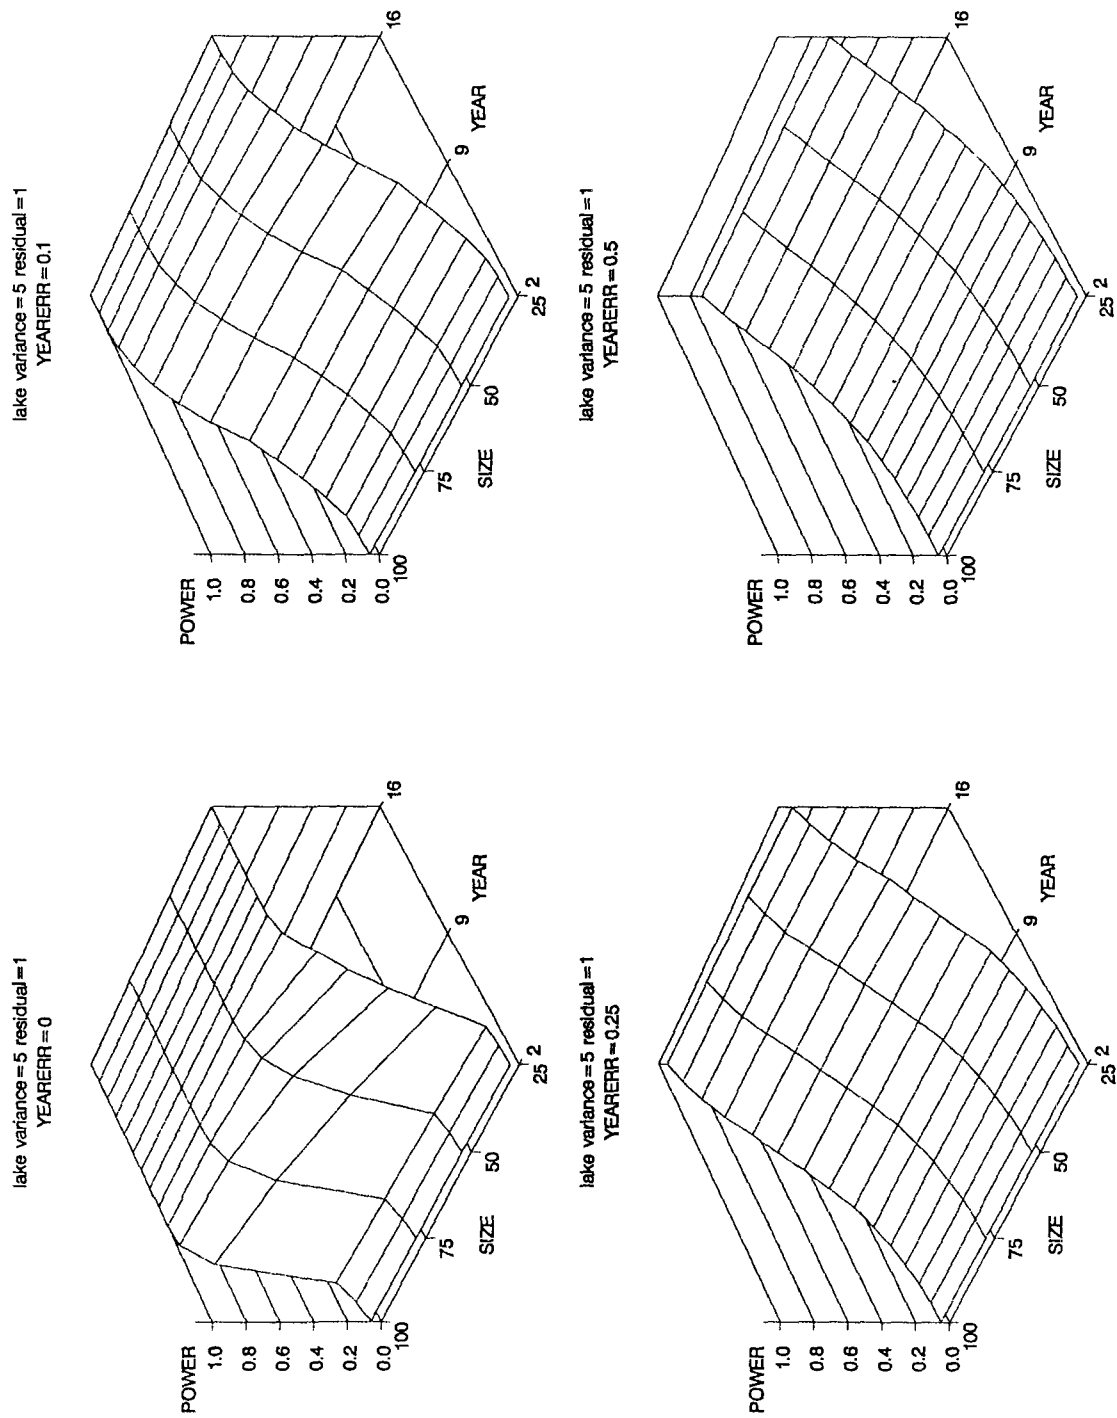 lake variance = 5 residual = 1
YEARERR = 0
POWER
1.0
0.8
0.6
0.4
0.2
0.0
100
75
50
25
SIZE
2
9
16
YEAR
lake variance = 5 residual = 1
YEARERR = 0.1
POWER
1.0
0.8
0.6
0.4
0.2
0.0
100
75
50
25
SIZE
2
9
16
YEAR
lake variance = 5 residual = 1
YEARERR = 0.25
POWER
1.0
0.8
0.6
0.4
0.2
0.0
100
75
50
25
SIZE
2
9
16
YEAR
lake variance = 5 residual = 1
YEARERR = 0.5
POWER
1.0
0.8
0.6
0.4
0.2
0.0
100
75
50
25
SIZE
2
9
16
YEAR